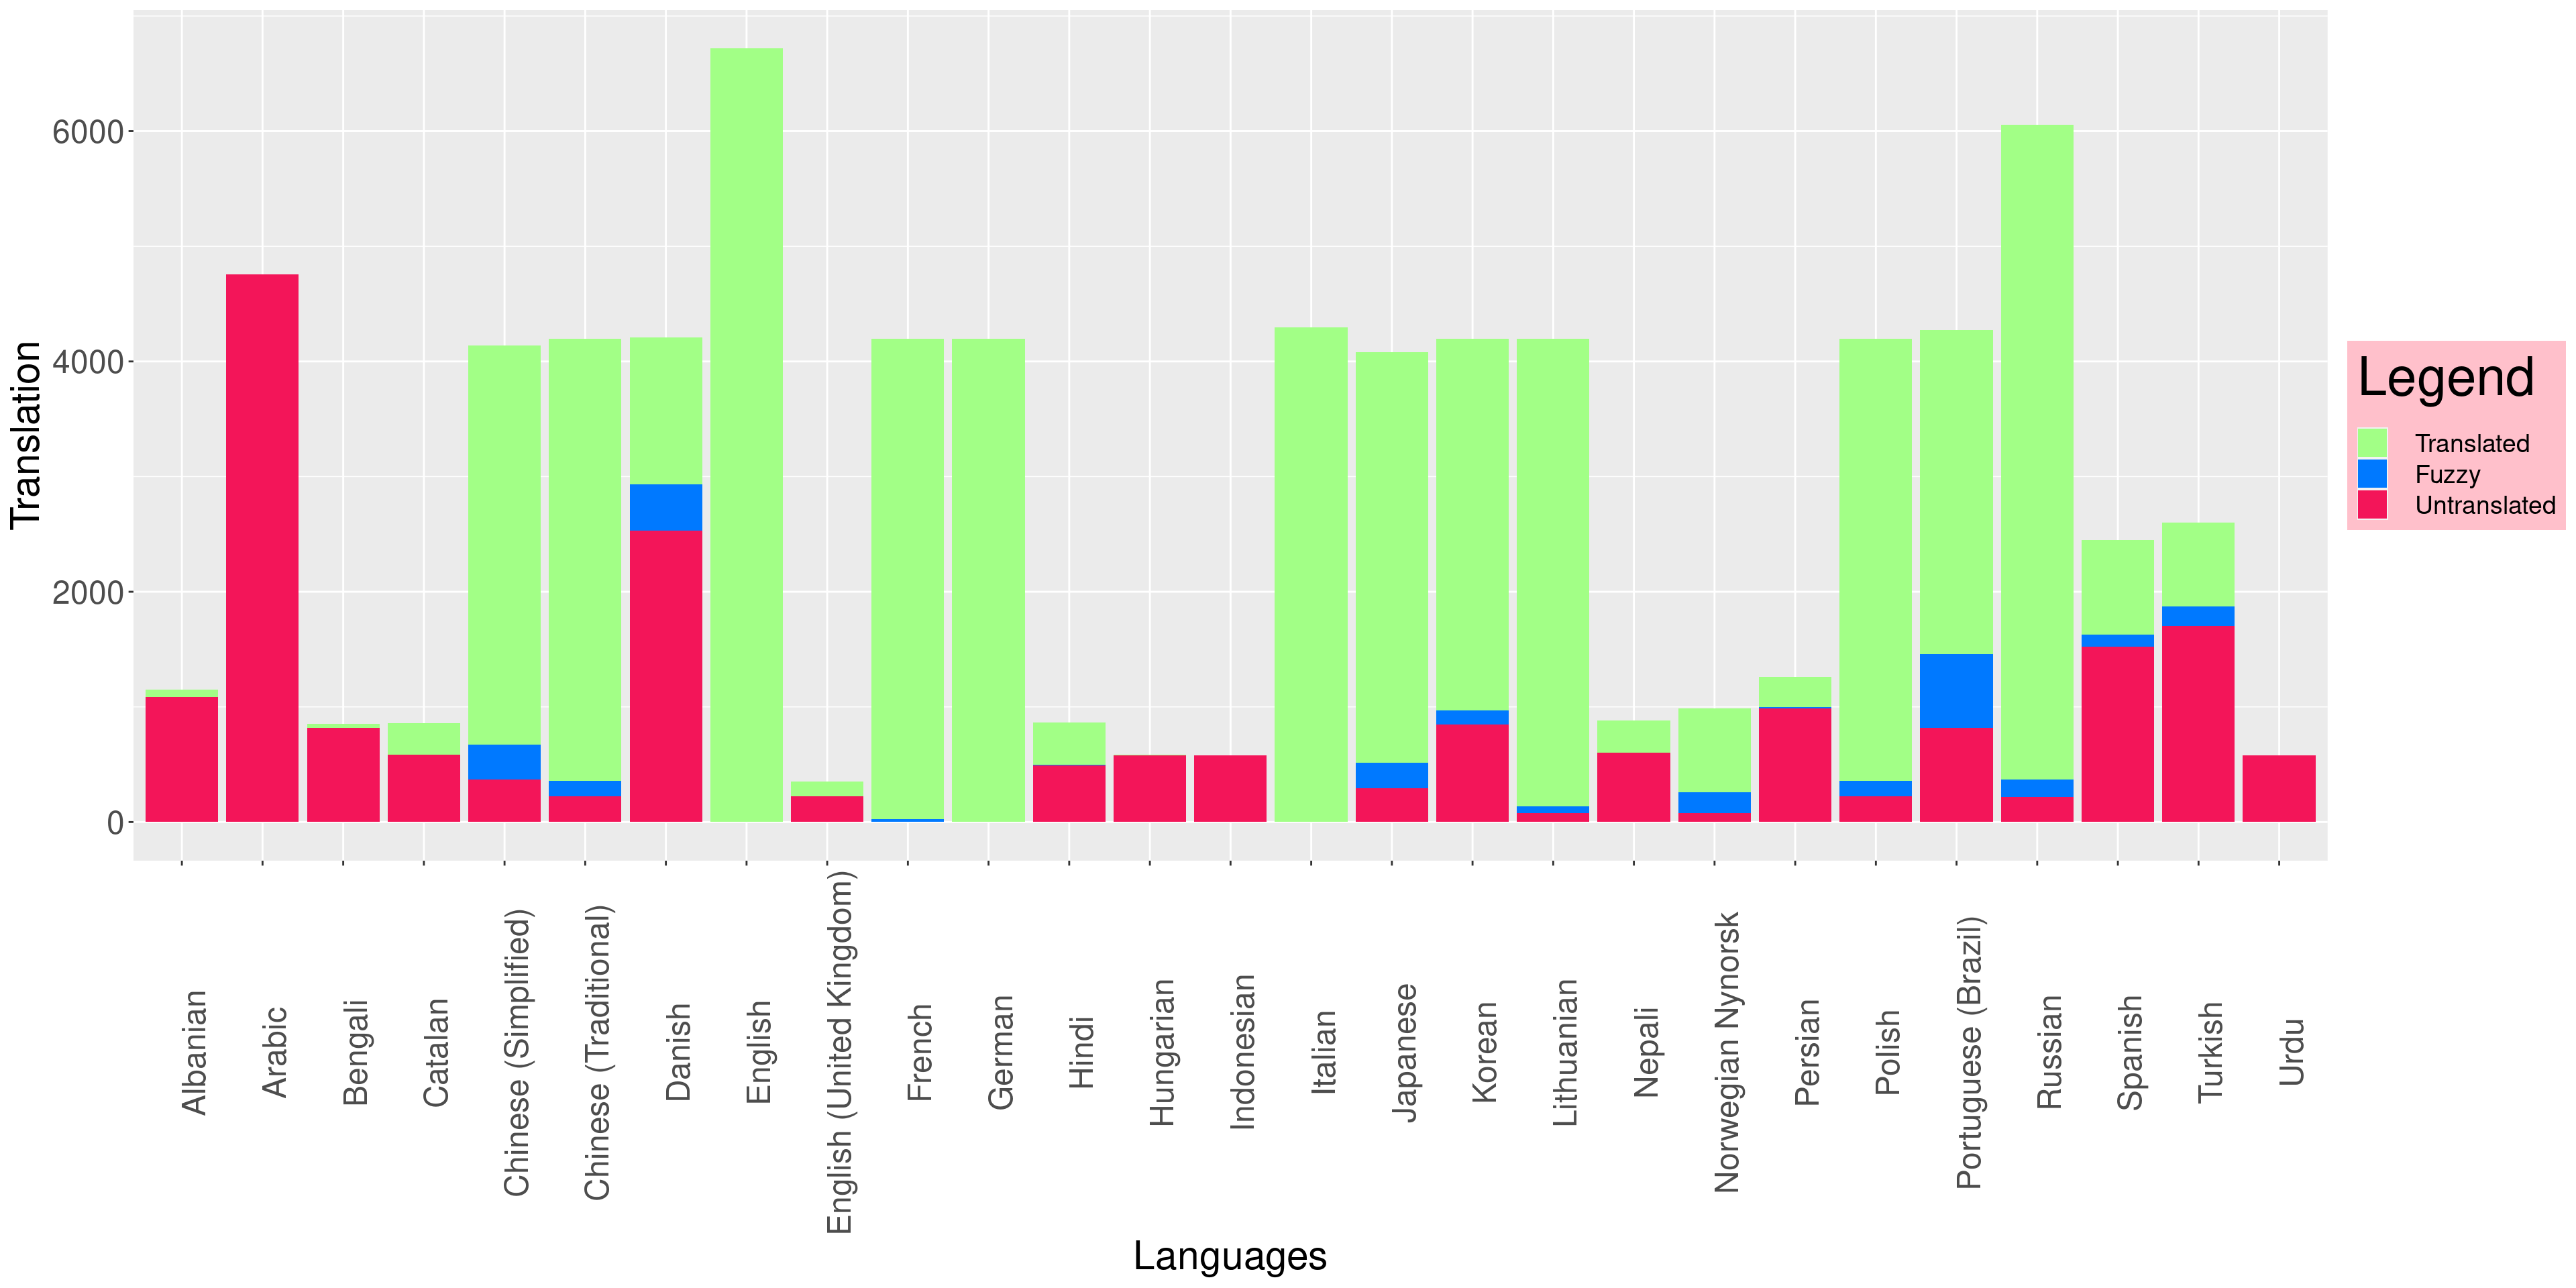 Translation
6000
4000
2000
0
Albanian
Arabic
Bengali
Catalan
Chinese (Simplified)
Chinese (Traditional)
Danish
English
English (United Kingdom)
French
German
Hindi
Hungarian
Indonesian
Italian
Japanese
Korean
Lithuanian
Nepali
Norwegian Nynorsk
Persian
Polish
Portuguese (Brazil)
Russian
Spanish
Turkish
Urdu
Languages
Legend
Translated
Fuzzy
Untranslated